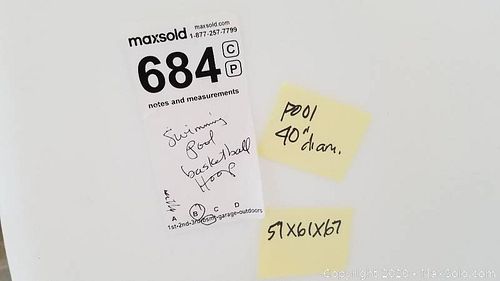 maxsold.com
maxsold 1-877-257-7799
684 C
P
notes and measurements
Swimming
Pool
basketball
Hoop
A B C D
1st-2nd-3rd-bsmt-garage-outdoors
Pool
40" diam.
57x61x67
Copyright 2020 - MaxSold.com